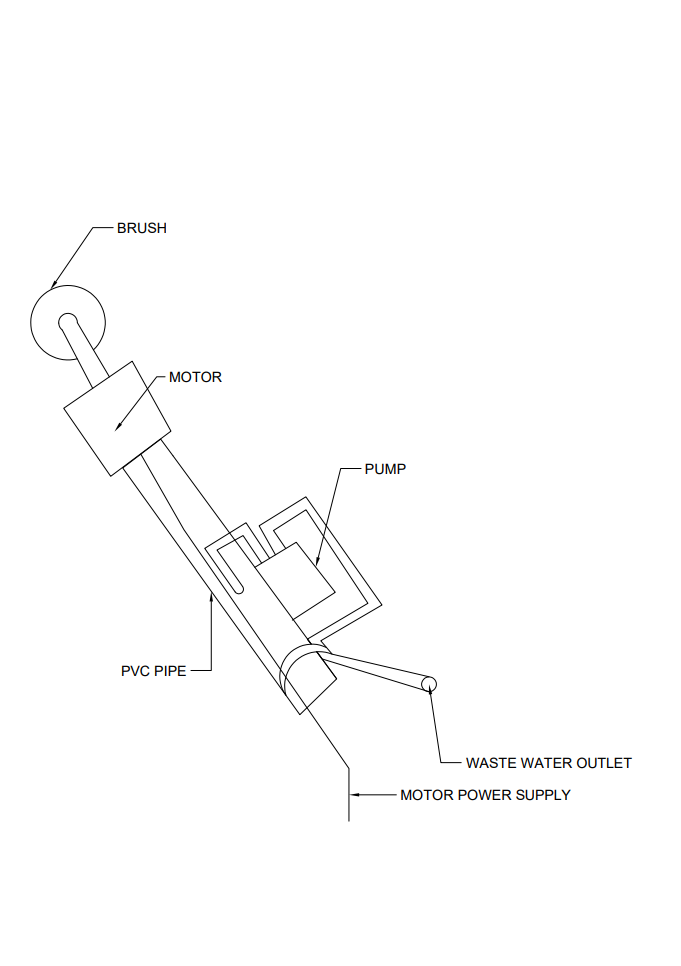 BRUSH
MOTOR
PUMP
PVC PIPE
WASTE WATER OUTLET
MOTOR POWER SUPPLY